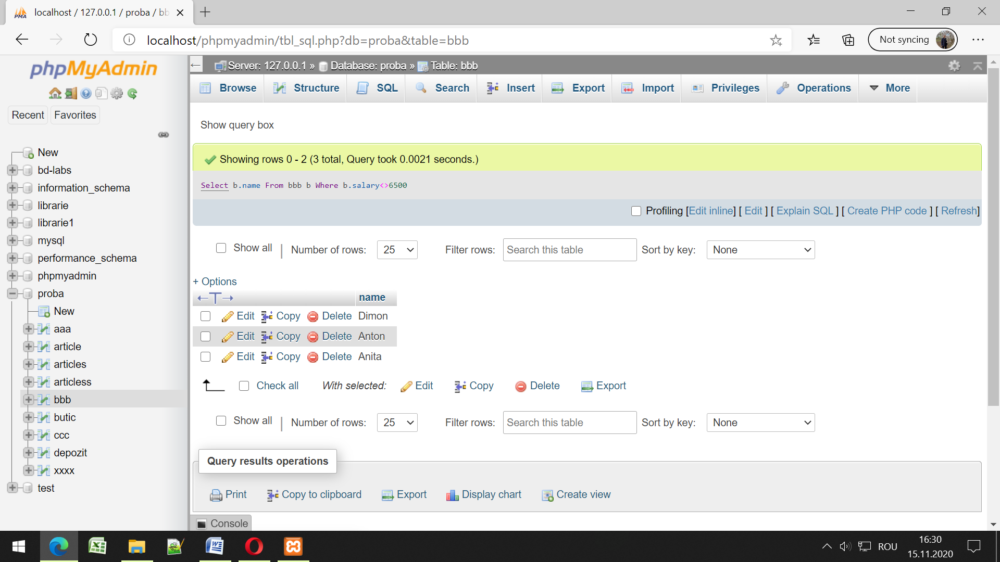 localhost / 127.0.0.1 / proba / bb
localhost/phpmyadmin/tbl_sql.php?db=proba&table=bbb
Not syncing
phpMyAdmin
Recent Favorites
New
bd-labs
information_schema
librarie
librarie1
mysql
performance_schema
phpmyadmin
proba
New
aaa
article
articles
articless
bbb
butic
ccc
depozit
xxxx
test
Server: 127.0.0.1 » Database: proba » Table: bbb
Browse Structure SQL Search Insert Export Import Privileges Operations More
Show query box
Showing rows 0 - 2 (3 total, Query took 0.0021 seconds.)
Select b.name From bbb b Where b.salary<>6500
Profiling [Edit inline] [ Edit ] [ Explain SQL ] [ Create PHP code ] [ Refresh]
Show all Number of rows: 25 Filter rows: Search this table Sort by key: None
+ Options
←T→ name
Edit Copy Delete Dimon
Edit Copy Delete Anton
Edit Copy Delete Anita
Check all With selected: Edit Copy Delete Export
Show all Number of rows: 25 Filter rows: Search this table Sort by key: None
Query results operations
Print Copy to clipboard Export Display chart Create view
Console
ROU
16:30
15.11.2020